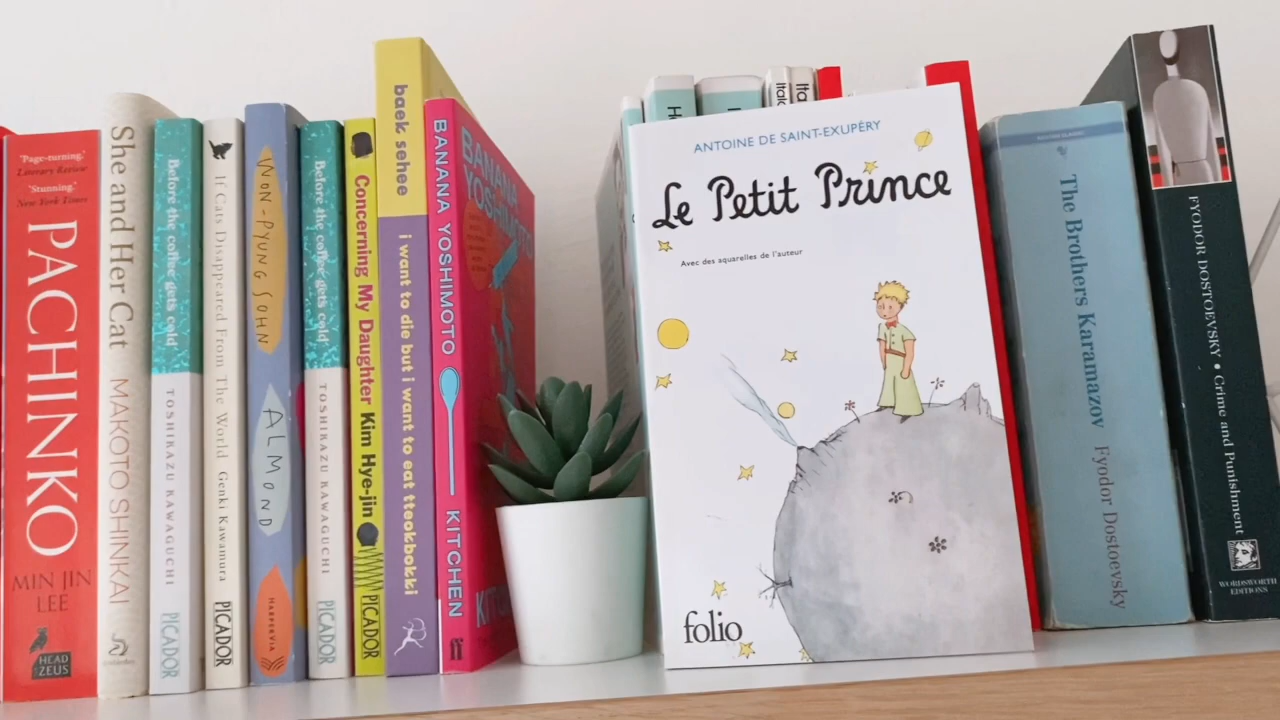 'Page-turning.'
Literary Review
'Stunning.'
New York Times
PACHINKO
MIN JIN
LEE
HEAD
ZEUS
She and Her Cat
MAKOTO SHINKAI
Before the coffee gets cold
TOSHIKAZU KAWAGUCHI
PICADOR
If Cats Disappeared From The World
Genki Kawamura
PICADOR
WON-PYUNG SOHN
ALMOND
HARPERVIA
Before the coffee gets cold
TOSHIKAZU KAWAGUCHI
PICADOR
Concerning My Daughter Kim Hye-jin
PICADOR
baek sehee
i want to die but i want to eat tteokbokki
BANANA YOSHIMOTO
KITCHEN
ff
BANANA
YOSHIMOTO
ANTOINE DE SAINT-EXUPÉRY
Le Petit Prince
Avec des aquarelles de l'auteur
folio
The Brothers Karamazov
Fyodor Dostoevsky
FYODOR DOSTOEVSKY • Crime and Punishment
WORDSWORTH
EDITIONS